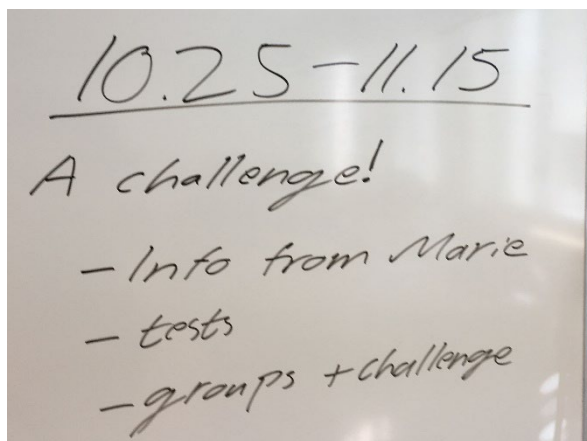 10.25-11.15
A challenge!
- Info from Marie
- tests
- groups + challenge